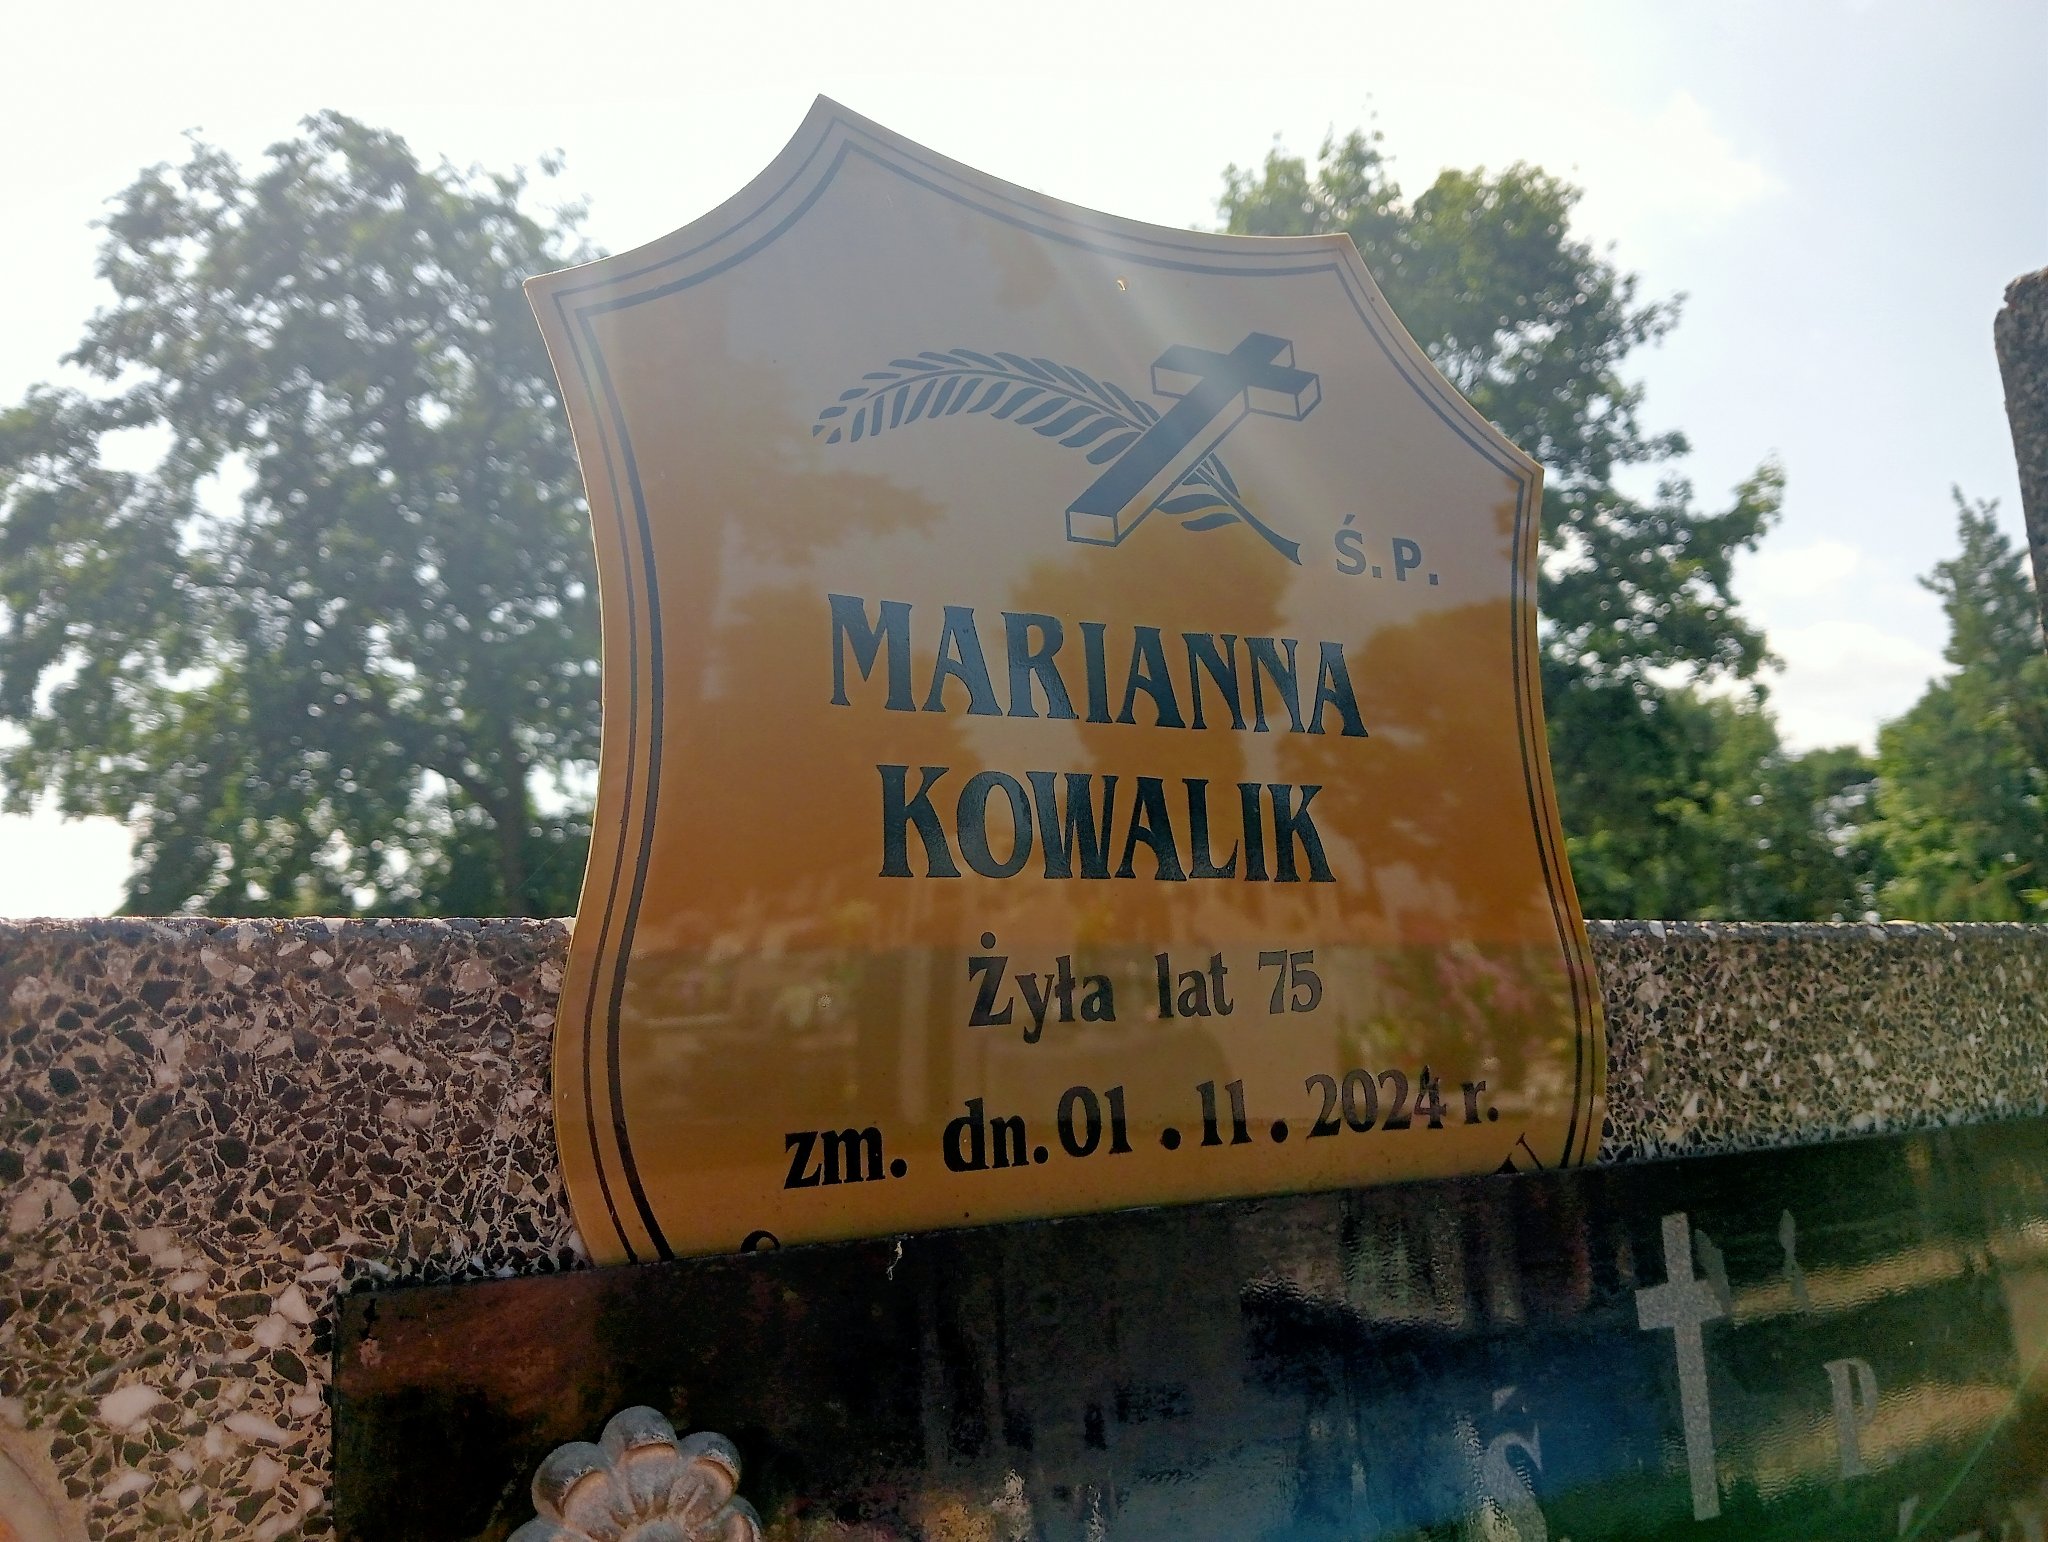 Ś.P.
MARIANNA
KOWALIK
Żyła lat 75
zm. dn. 01.11.2024 r.
Ś P